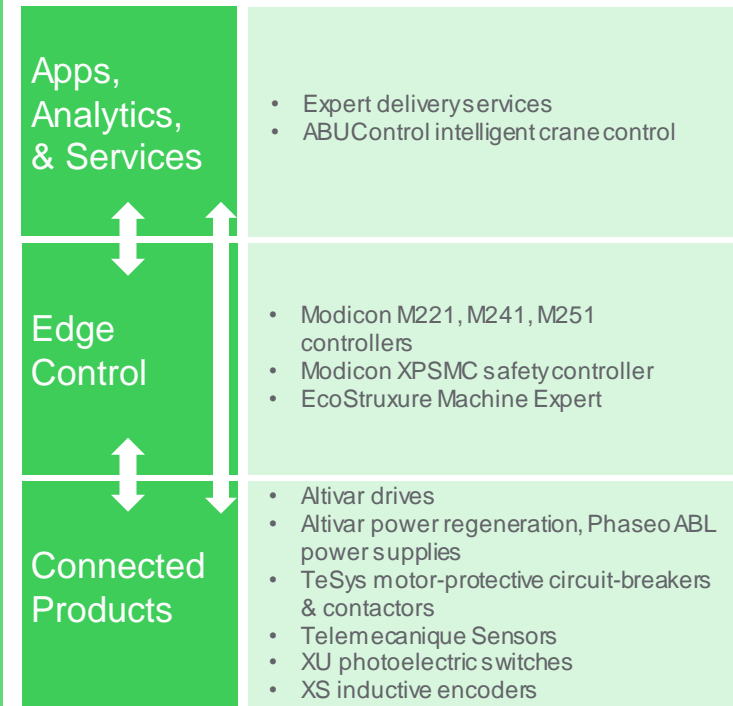 Apps,
Analytics,
& Services
• Expert delivery services
• ABUControl intelligent crane control
Edge
Control
• Modicon M221, M241, M251
controllers
• Modicon XPSMC safety controller
• EcoStruxure Machine Expert
Connected
Products
• Altivar drives
• Altivar power regeneration, Phaseo ABL
power supplies
• TeSys motor-protective circuit-breakers
& contactors
• Telemecanique Sensors
• XU photoelectric switches
• XS inductive encoders